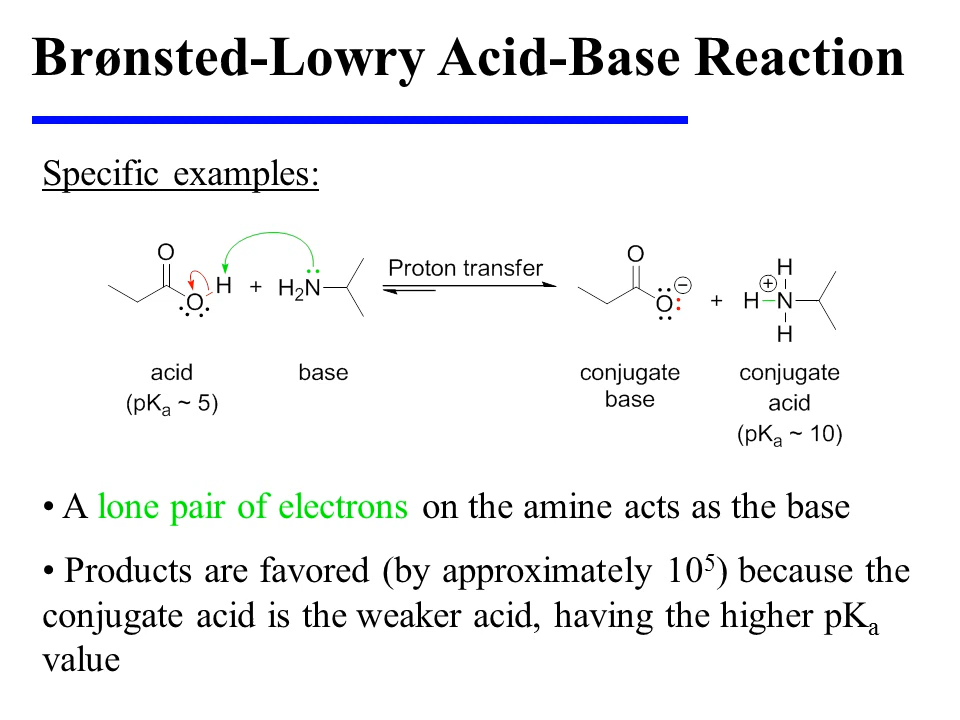 Brønsted-Lowry Acid-Base Reaction
Specific examples:
O
O
H
+
H₂N
Proton transfer
O
O
−
+
H
H
N
+
H
acid
(pKₐ ~ 5)
base
conjugate
base
conjugate
acid
(pKₐ ~ 10)
• A lone pair of electrons on the amine acts as the base
• Products are favored (by approximately 10⁵) because the
conjugate acid is the weaker acid, having the higher pKₐ
value